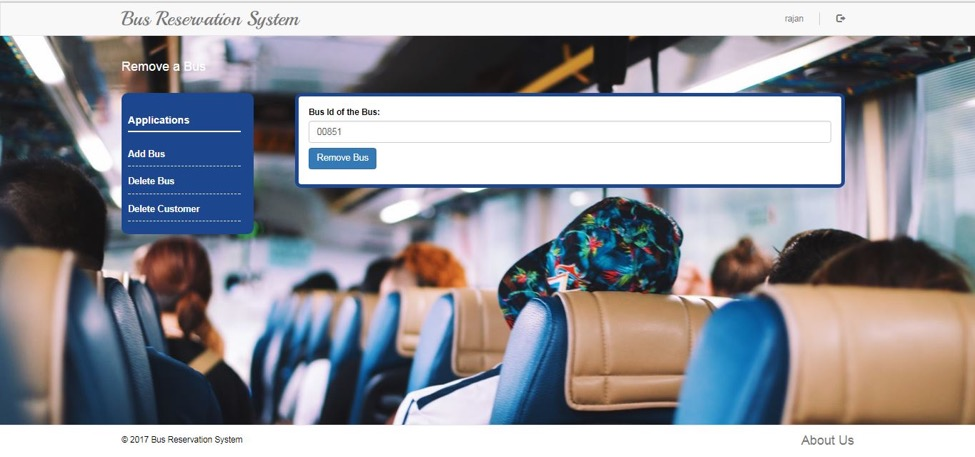 Bus Reservation System
rajan
Remove a Bus
Applications
Add Bus
Delete Bus
Delete Customer
Bus Id of the Bus:
00851
Remove Bus
© 2017 Bus Reservation System
About Us